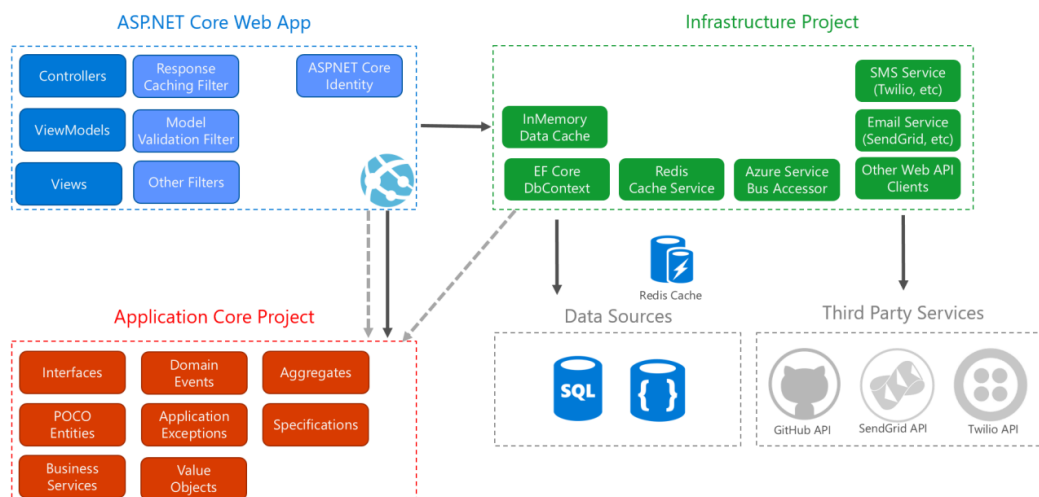 ASP.NET Core Web App
Controllers
Response
Caching Filter
ASPNET Core
Identity
ViewModels
Model
Validation Filter
Views
Other Filters
Infrastructure Project
SMS Service
(Twilio, etc)
InMemory
Data Cache
Email Service
(SendGrid, etc)
EF Core
DbContext
Redis
Cache Service
Azure Service
Bus Accessor
Other Web API
Clients
Redis Cache
Application Core Project
Interfaces
Domain
Events
Aggregates
POCO
Entities
Application
Exceptions
Specifications
Business
Services
Value
Objects
Data Sources
SQL
{ }
Third Party Services
GitHub API
SendGrid API
Twilio API